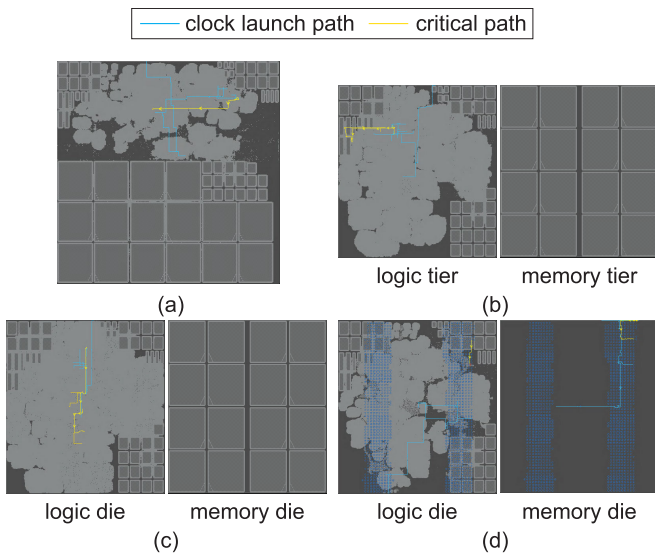 clock launch path critical path
(a)
logic tier memory tier
(b)
logic die memory die
(c)
logic die memory die
(d)